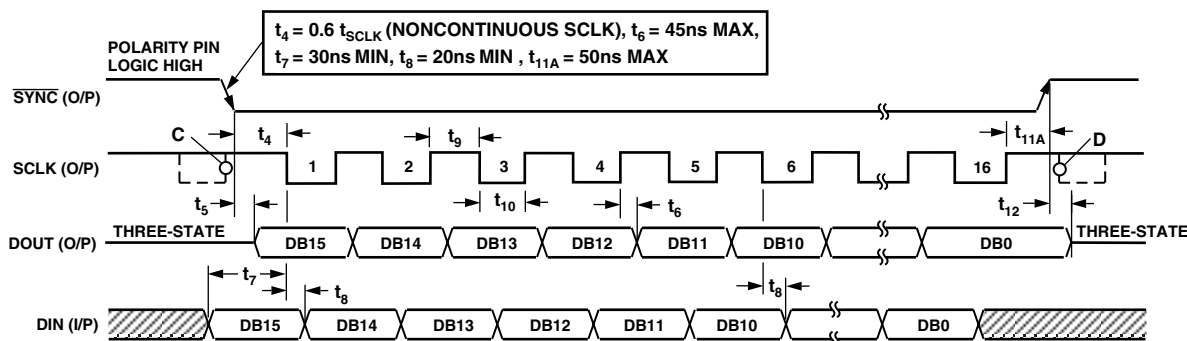 t4 = 0.6 tSCLK (NONCONTINUOUS SCLK), t6 = 45ns MAX,
t7 = 30ns MIN, t8 = 20ns MIN , t11A = 50ns MAX
POLARITY PIN
LOGIC HIGH
SYNC (O/P)
C t4 t9 t11A D
SCLK (O/P) 1 2 3 4 5 6 16
t5 t10 t6 t12
DOUT (O/P) THREE-STATE DB15 DB14 DB13 DB12 DB11 DB10 DB0 THREE-STATE
t7 t8 t8
DIN (I/P) DB15 DB14 DB13 DB12 DB11 DB10 DB0